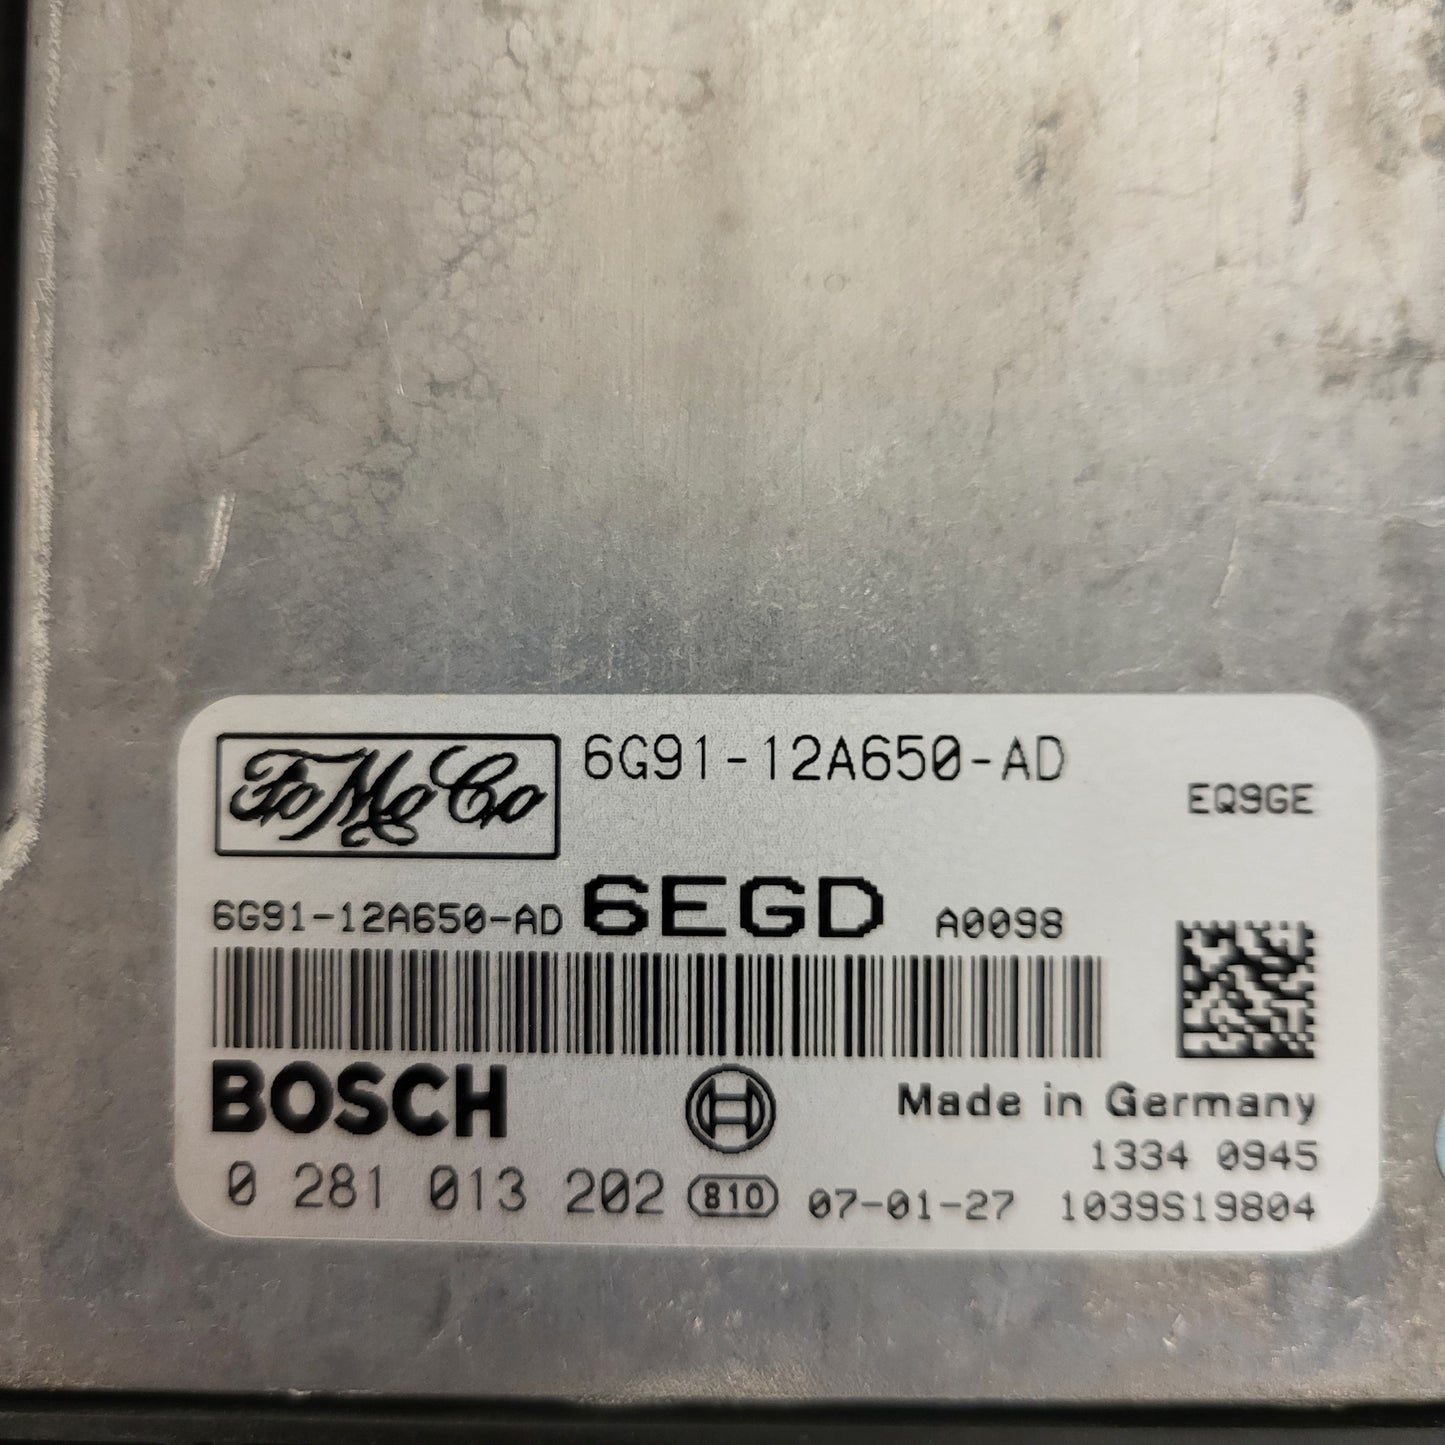 FoMoCo 6G91-12A650-AD
EQ9GE
6G91-12A650-AD 6EGD A0098
BOSCH
Made in Germany
1334 0945
0 281 013 202 810 07-01-27 1039S19804